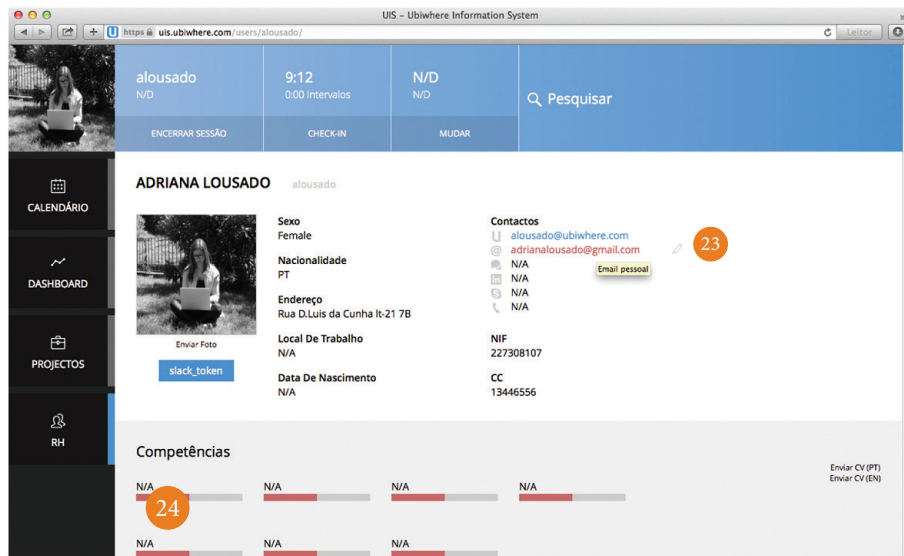 UIS – Ubiwhere Information System
https uis.ubiwhere.com/users/alousado/
Leitor
alousado
N/D
9:12
0:00 Intervalos
N/D
N/D
Pesquisar
ENCERRAR SESSÃO
CHECK-IN
MUDAR
CALENDÁRIO
DASHBOARD
PROJECTOS
RH
ADRIANA LOUSADO alousado
Enviar Foto
slack_token
Sexo
Female
Nacionalidade
PT
Endereço
Rua D.Luis da Cunha lt-21 7B
Local De Trabalho
N/A
Data De Nascimento
N/A
Contactos
alousado@ubiwhere.com
adrianalousado@gmail.com
N/A
Email pessoal
N/A
N/A
N/A
NIF
227308107
CC
13446556
23
Competências
Enviar CV (PT)
Enviar CV (EN)
N/A
N/A
N/A
N/A
24
N/A
N/A
N/A